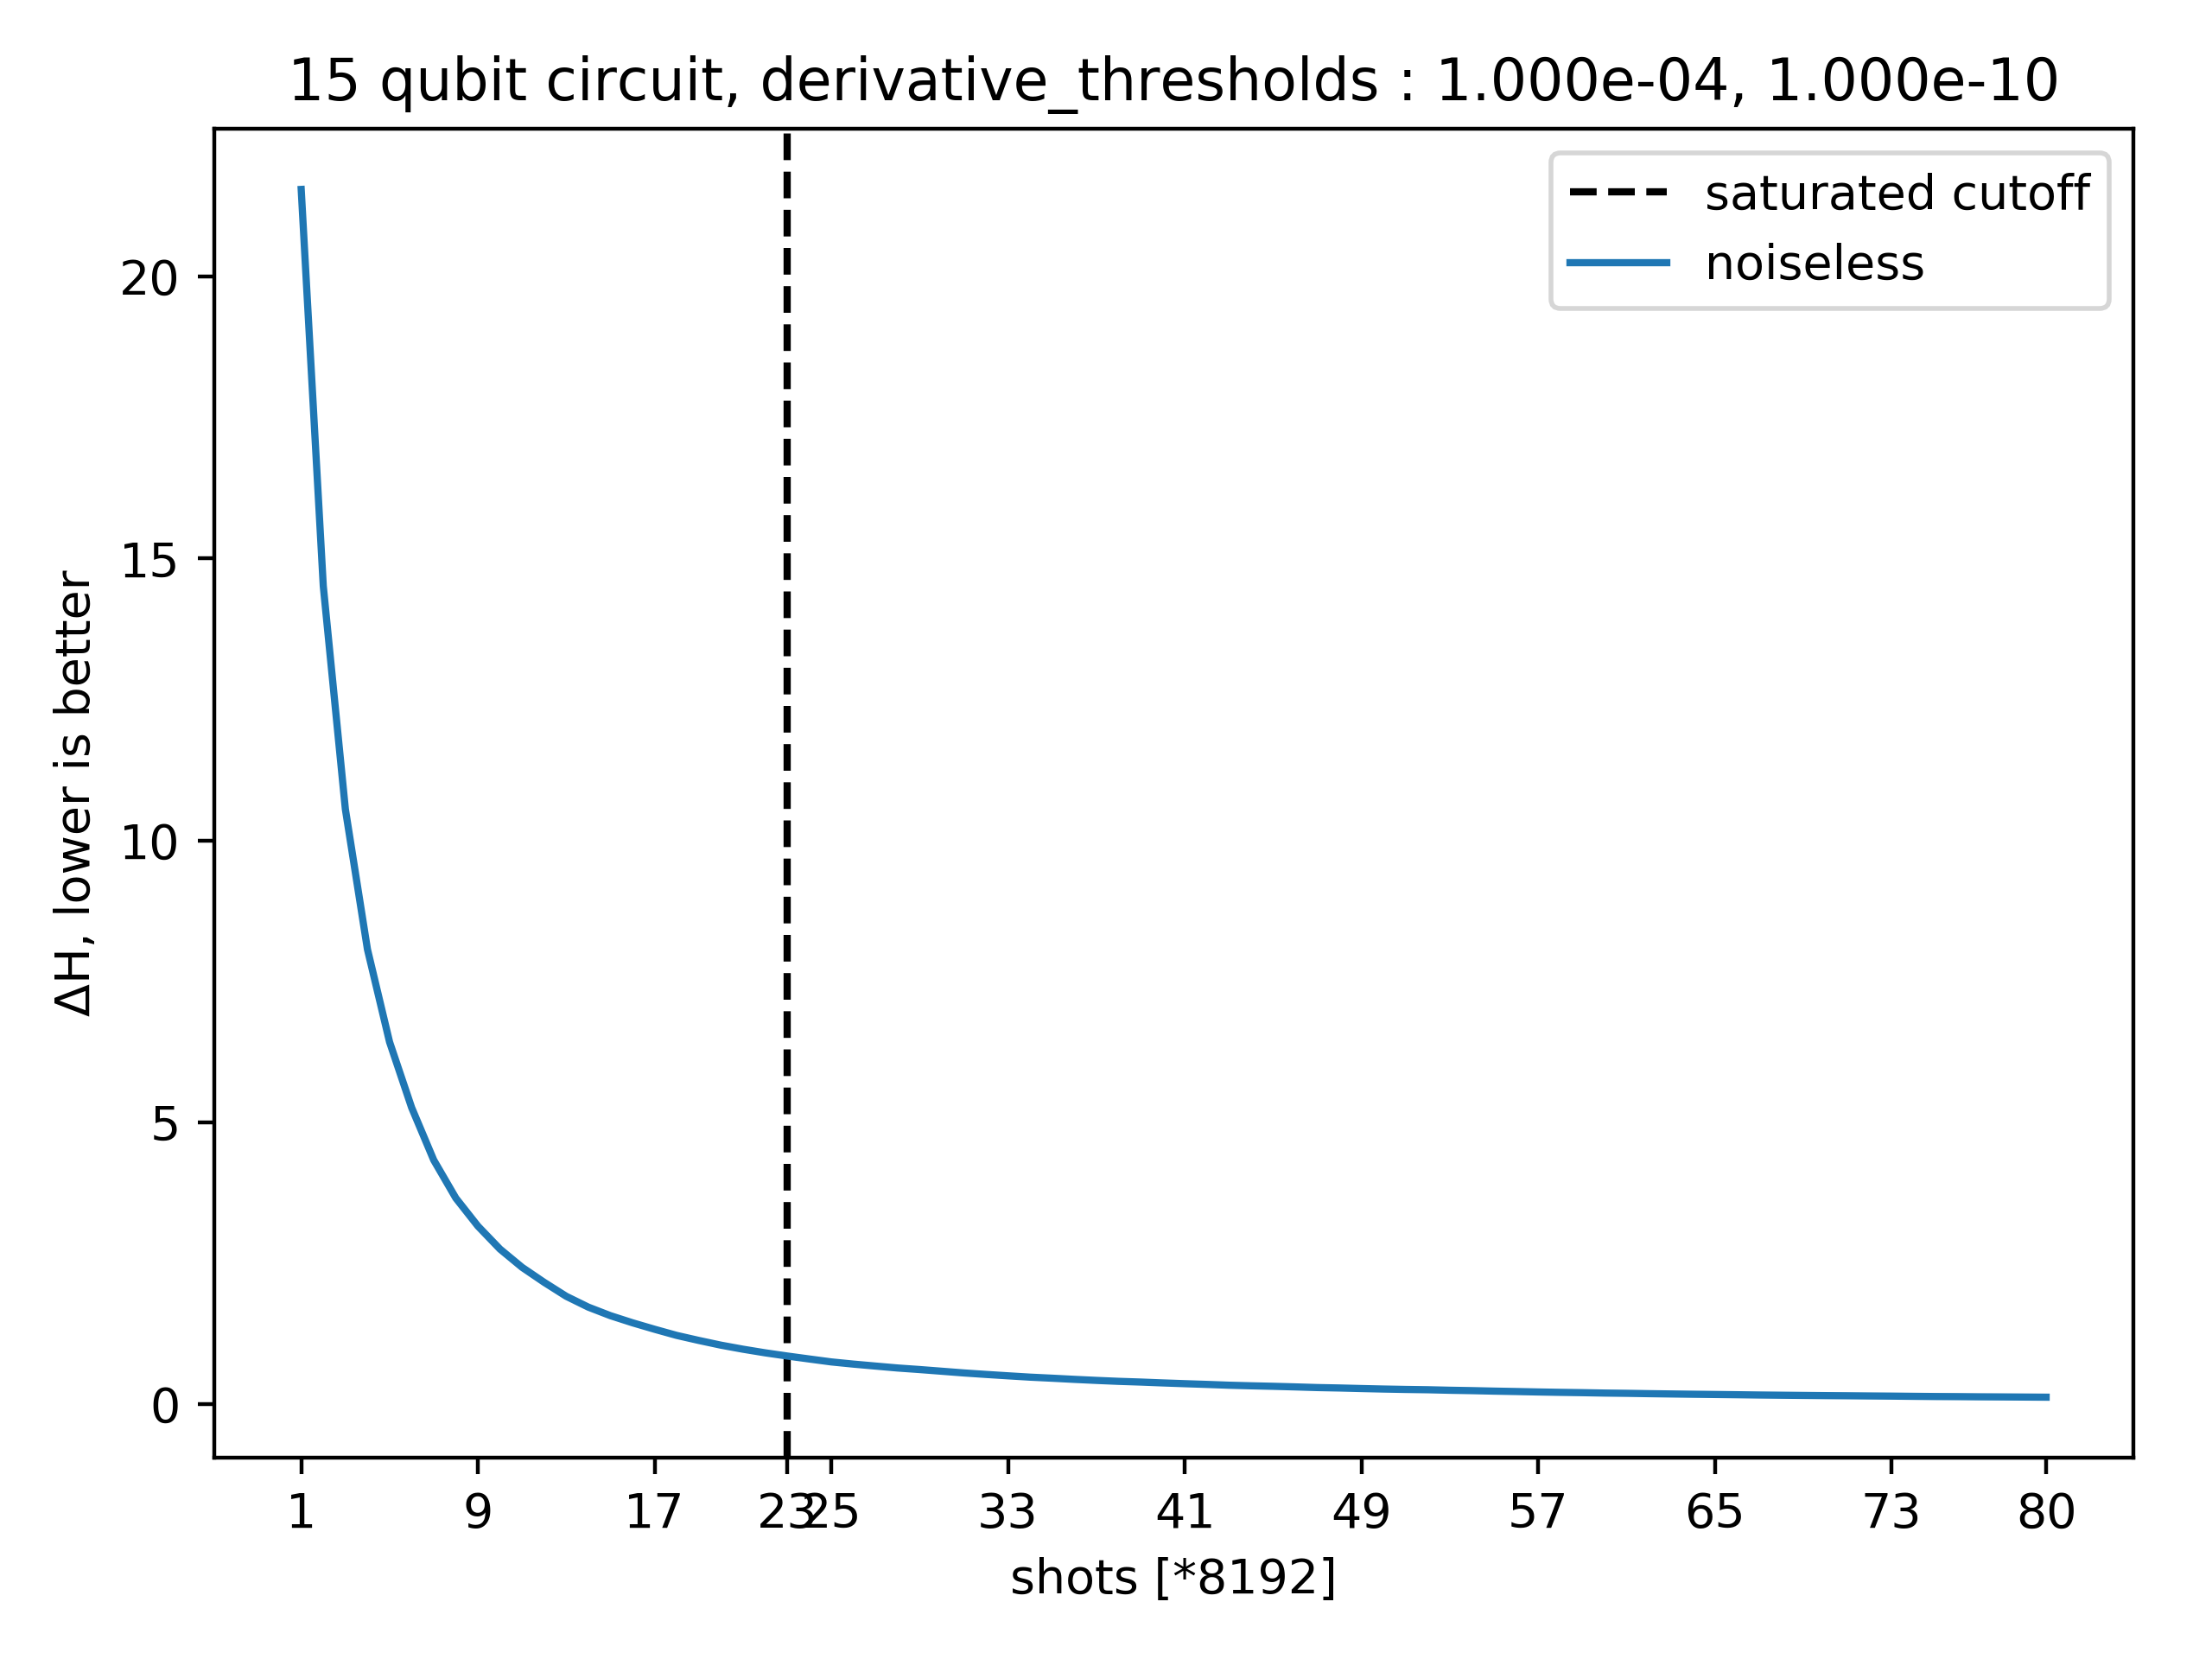 15 qubit circuit, derivative_thresholds : 1.000e-04, 1.000e-10
saturated cutoff
noiseless
20
15
10
5
0
ΔH, lower is better
1 9 17 23 25 33 41 49 57 65 73 80
shots [*8192]